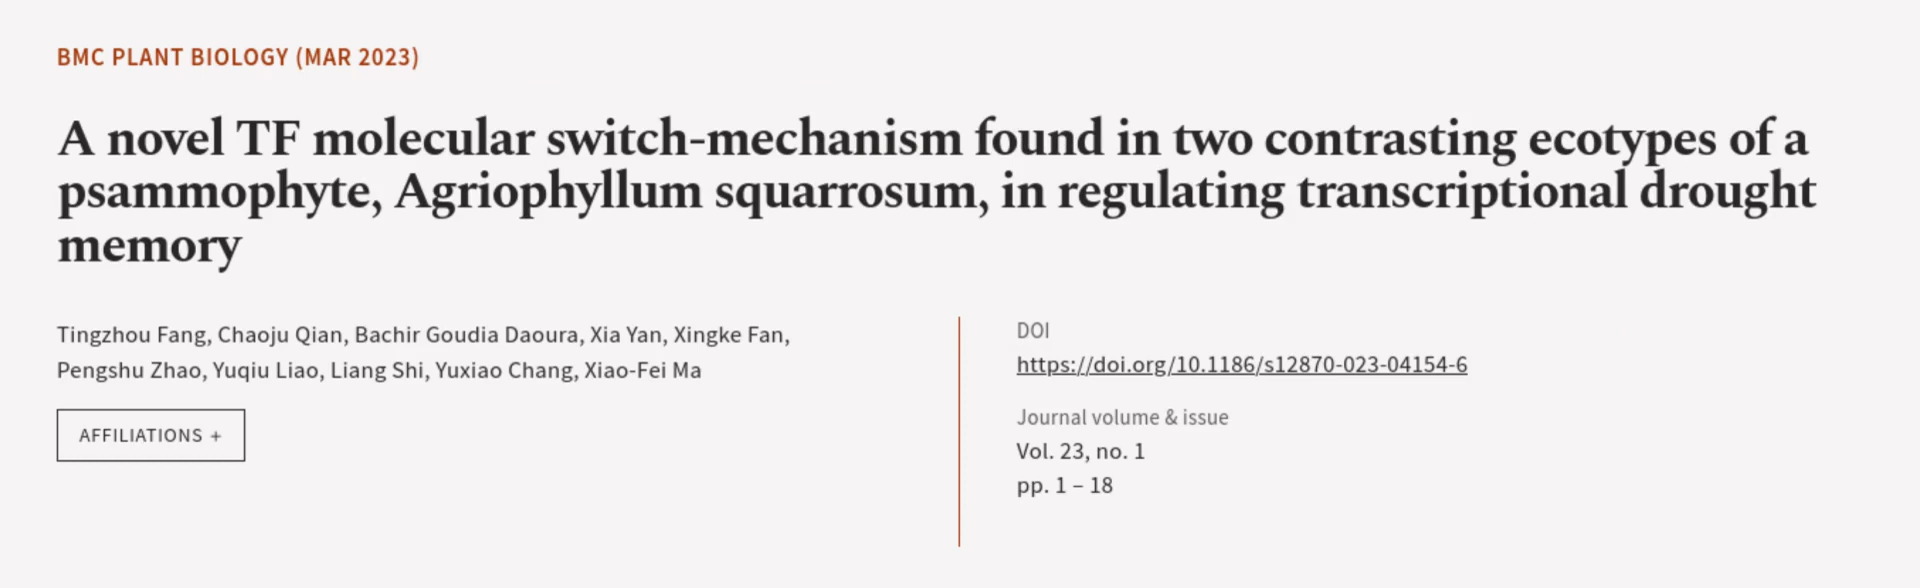 BMC PLANT BIOLOGY (MAR 2023)
A novel TF molecular switch-mechanism found in two contrasting ecotypes of a
psammophyte, Agriophyllum squarrosum, in regulating transcriptional drought
memory
Tingzhou Fang, Chaoju Qian, Bachir Goudia Daoura, Xia Yan, Xingke Fan,
Pengshu Zhao, Yuqiu Liao, Liang Shi, Yuxiao Chang, Xiao-Fei Ma
AFFILIATIONS +
DOI
https://doi.org/10.1186/s12870-023-04154-6
Journal volume & issue
Vol. 23, no. 1
pp. 1 – 18